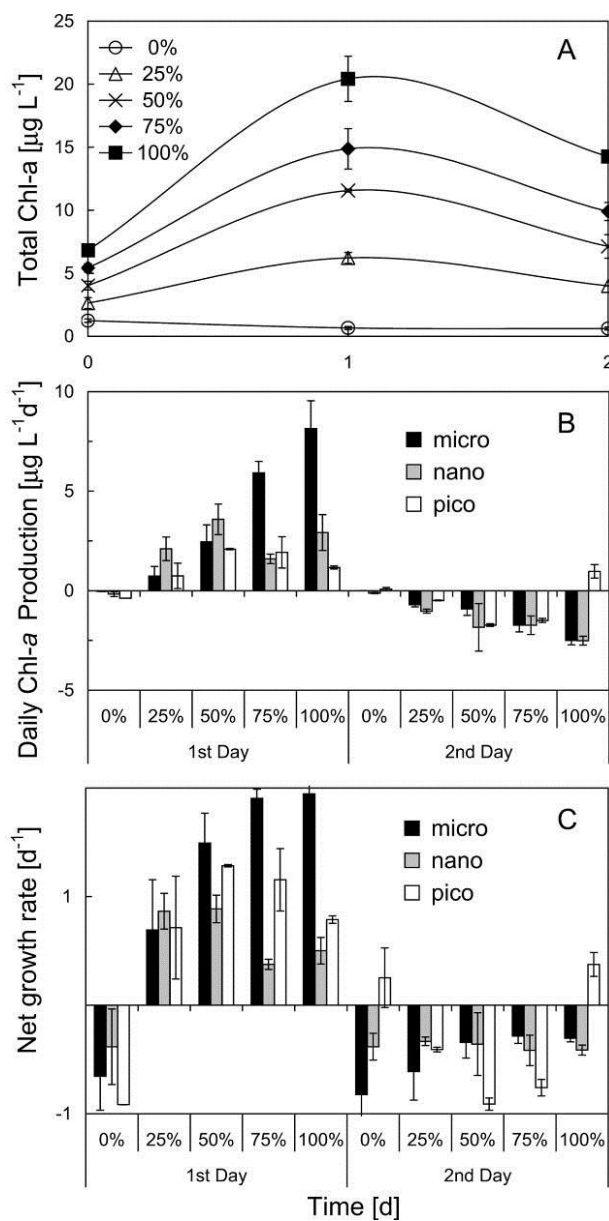 A
0%
25%
50%
75%
100%
Total Chl-a [µg L⁻¹]
25
20
15
10
5
0
0
1
2
B
micro
nano
pico
Daily Chl-a Production [µg L⁻¹d⁻¹]
10
5
0
-5
0% 25% 50% 75% 100% 0% 25% 50% 75% 100%
1st Day 2nd Day
C
micro
nano
pico
Net growth rate [d⁻¹]
1
-1
0% 25% 50% 75% 100% 0% 25% 50% 75% 100%
1st Day 2nd Day
Time [d]